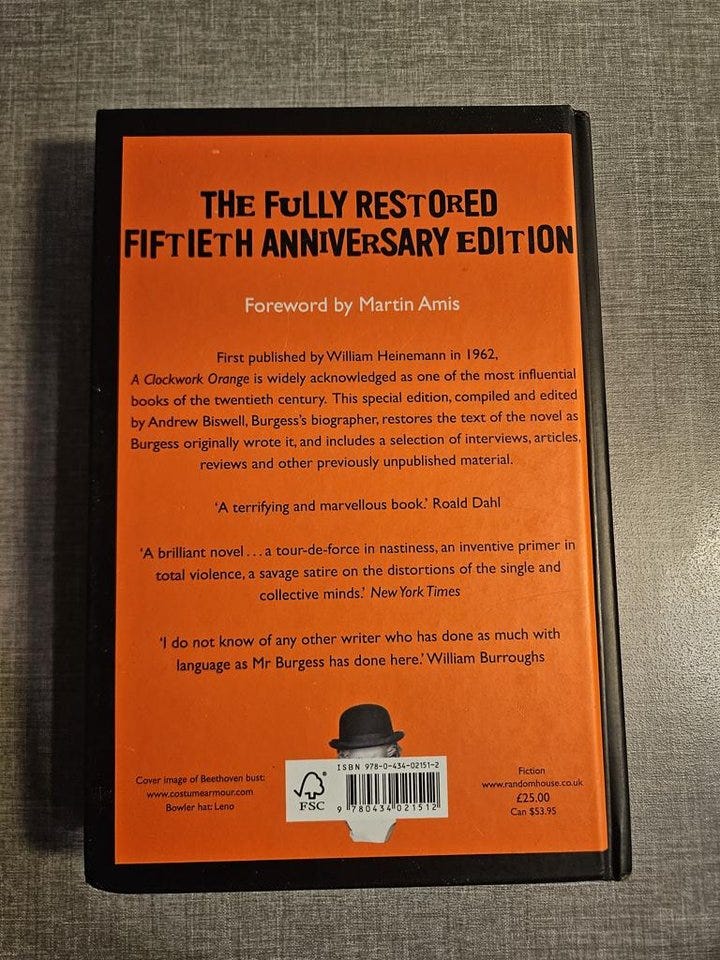 THE FULLY RESTORED
FIFTIETH ANNIVERSARY EDITION
Foreword by Martin Amis
First published by William Heinemann in 1962,
A Clockwork Orange is widely acknowledged as one of the most influential
books of the twentieth century. This special edition, compiled and edited
by Andrew Biswell, Burgess's biographer, restores the text of the novel as
Burgess originally wrote it, and includes a selection of interviews, articles,
reviews and other previously unpublished material.
'A terrifying and marvellous book.' Roald Dahl
'A brilliant novel... a tour-de-force in nastiness, an inventive primer in
total violence, a savage satire on the distortions of the single and
collective minds.' New York Times
'I do not know of any other writer who has done as much with
language as Mr Burgess has done here.' William Burroughs
Cover image of Beethoven bust:
www.costumearmour.com
Bowler hat: Leno
ISBN 978-0-434-02151-2
FSC
9 780434 021512
Fiction
www.randomhouse.co.uk
£25.00
Can $53.95